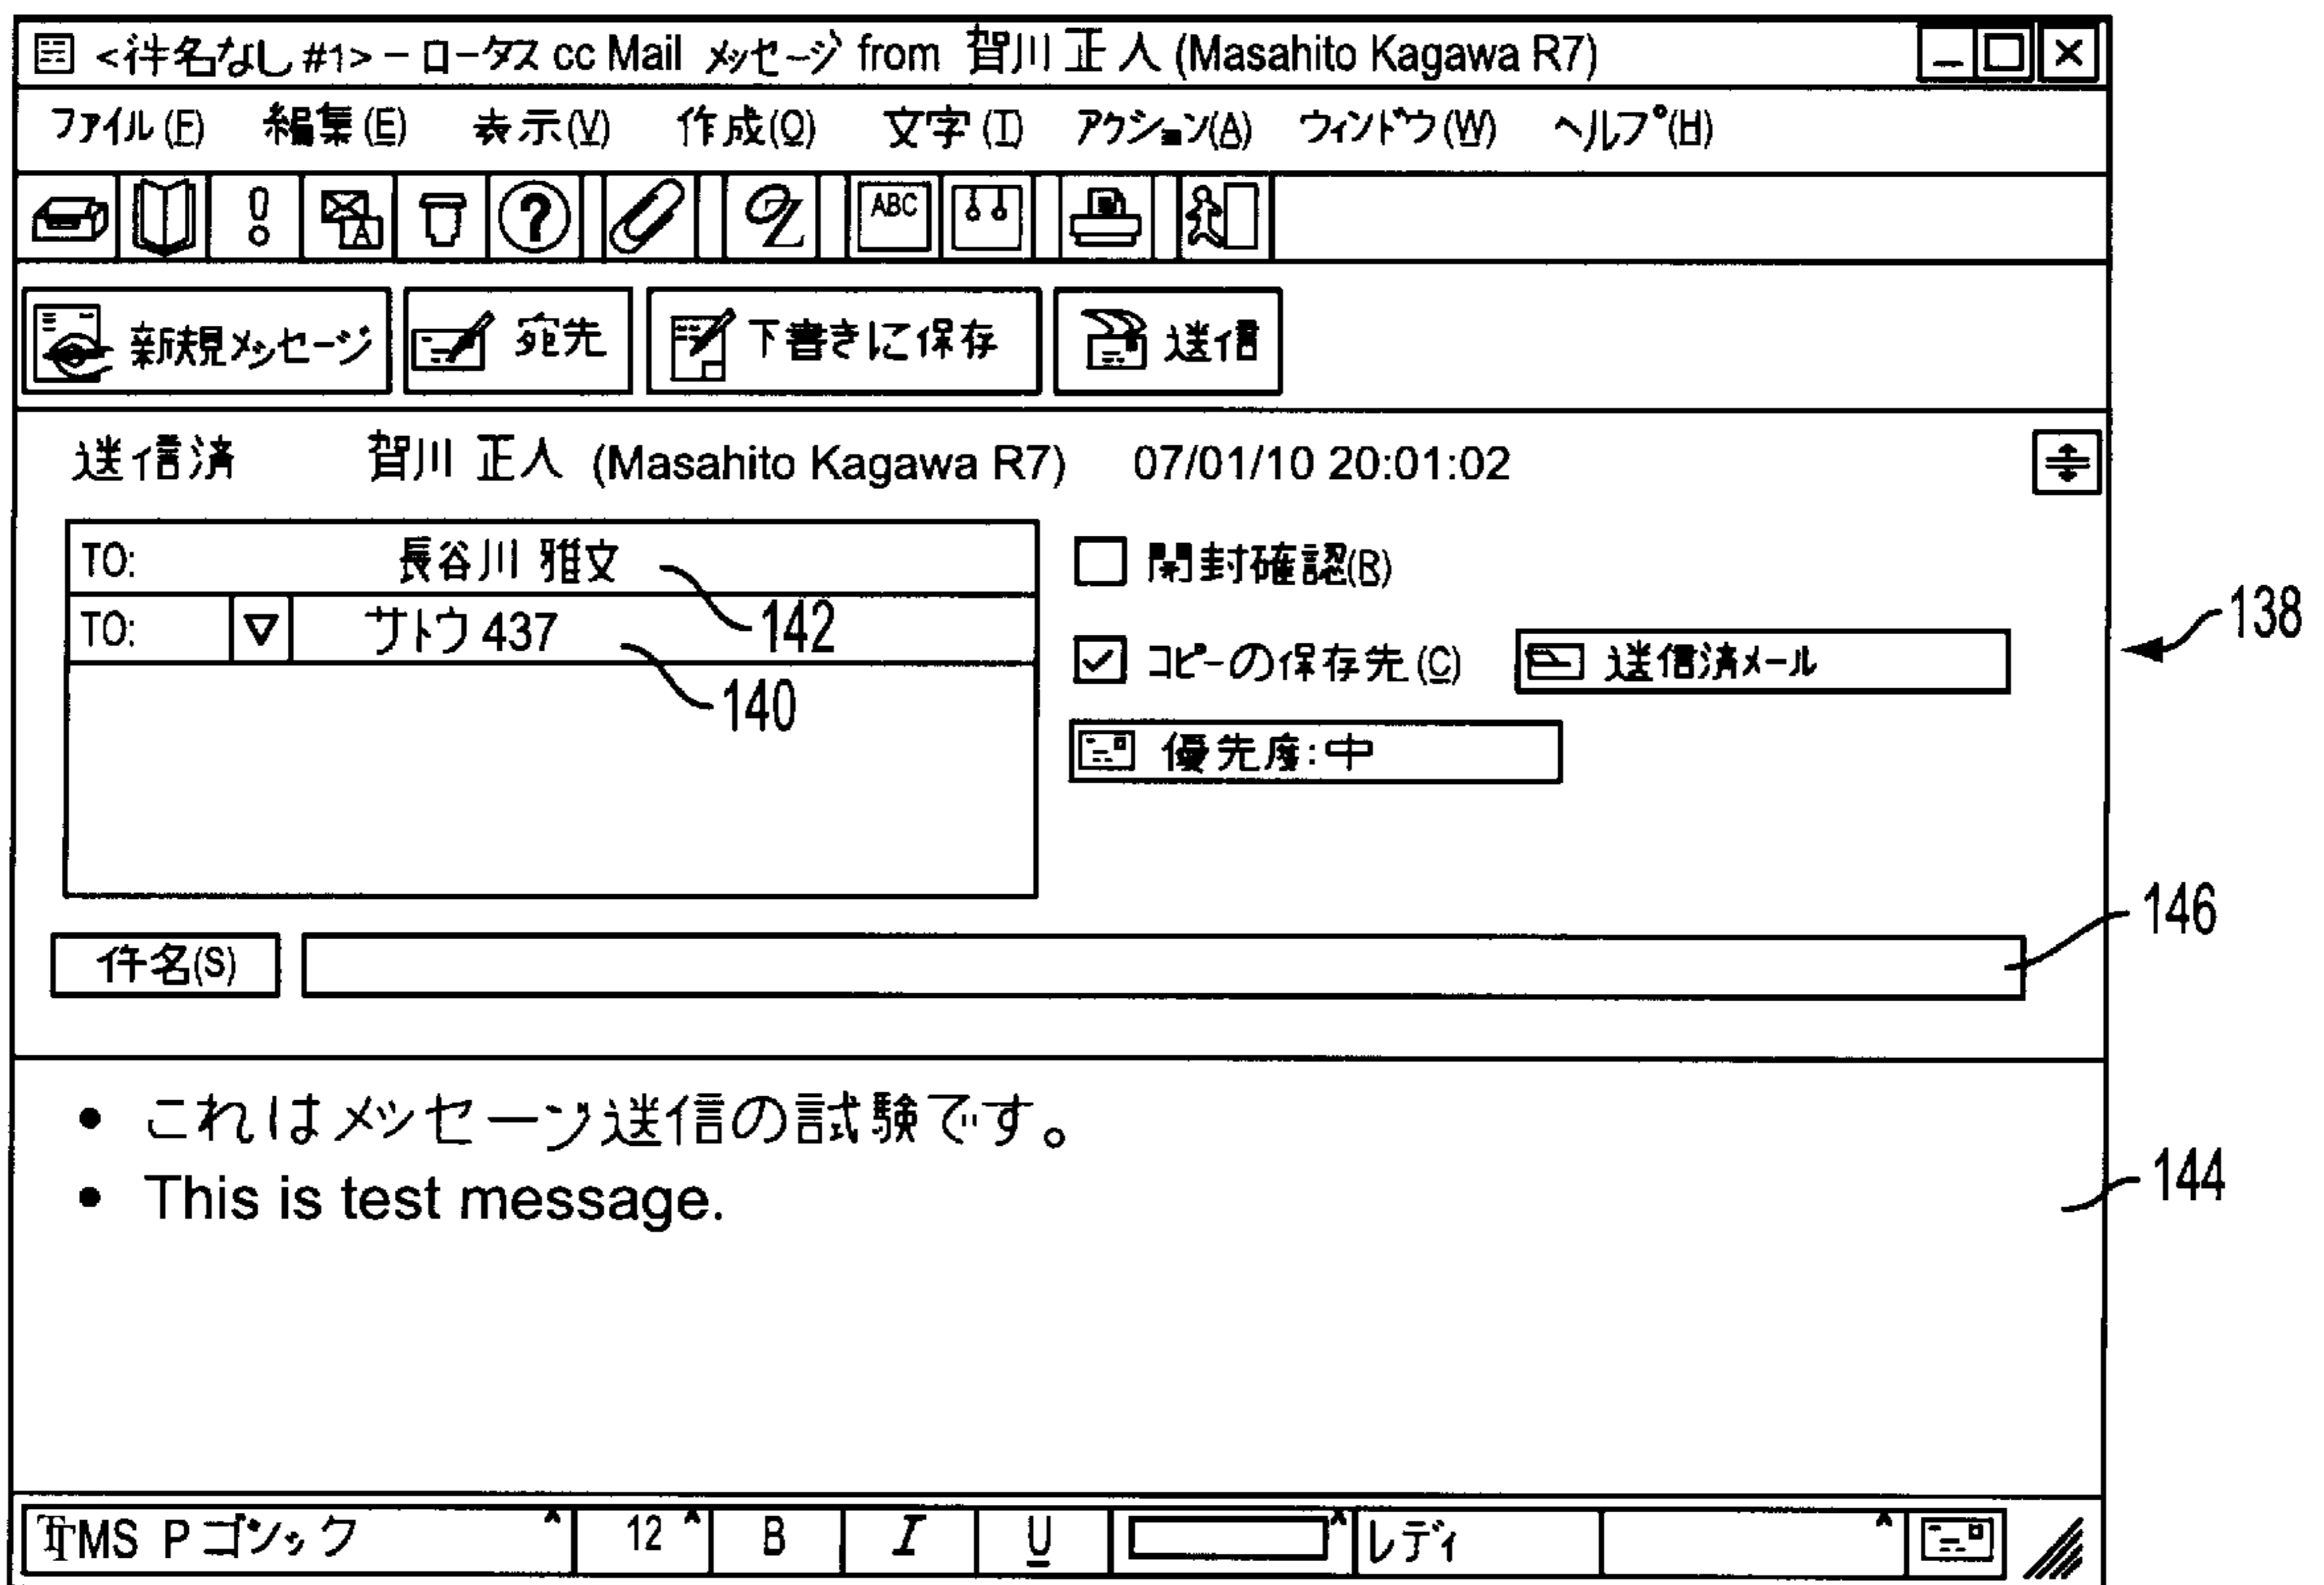 <件名なし #1> - ロータス cc Mail メッセージ from 賀川 正人 (Masahito Kagawa R7)
ファイル (F) 編集 (E) 表示 (V) 作成 (O) 文字 (T) アクション(A) ウィンドウ (W) ヘルプ (H)
A ? ABC
新規メッセージ 宛先 下書きに保存 送信
送信済 賀川 正人 (Masahito Kagawa R7) 07/01/10 20:01:02
TO: 長谷川 雅文 開封確認(R)
142
138
TO: サトウ 437 コピーの保存先 (C) 送信済メール
140
優先度:中
146
件名(S)
• これはメッセージ送信の試験です。
• This is test message.
144
TT MS P ゴシック 12 B I U レディ